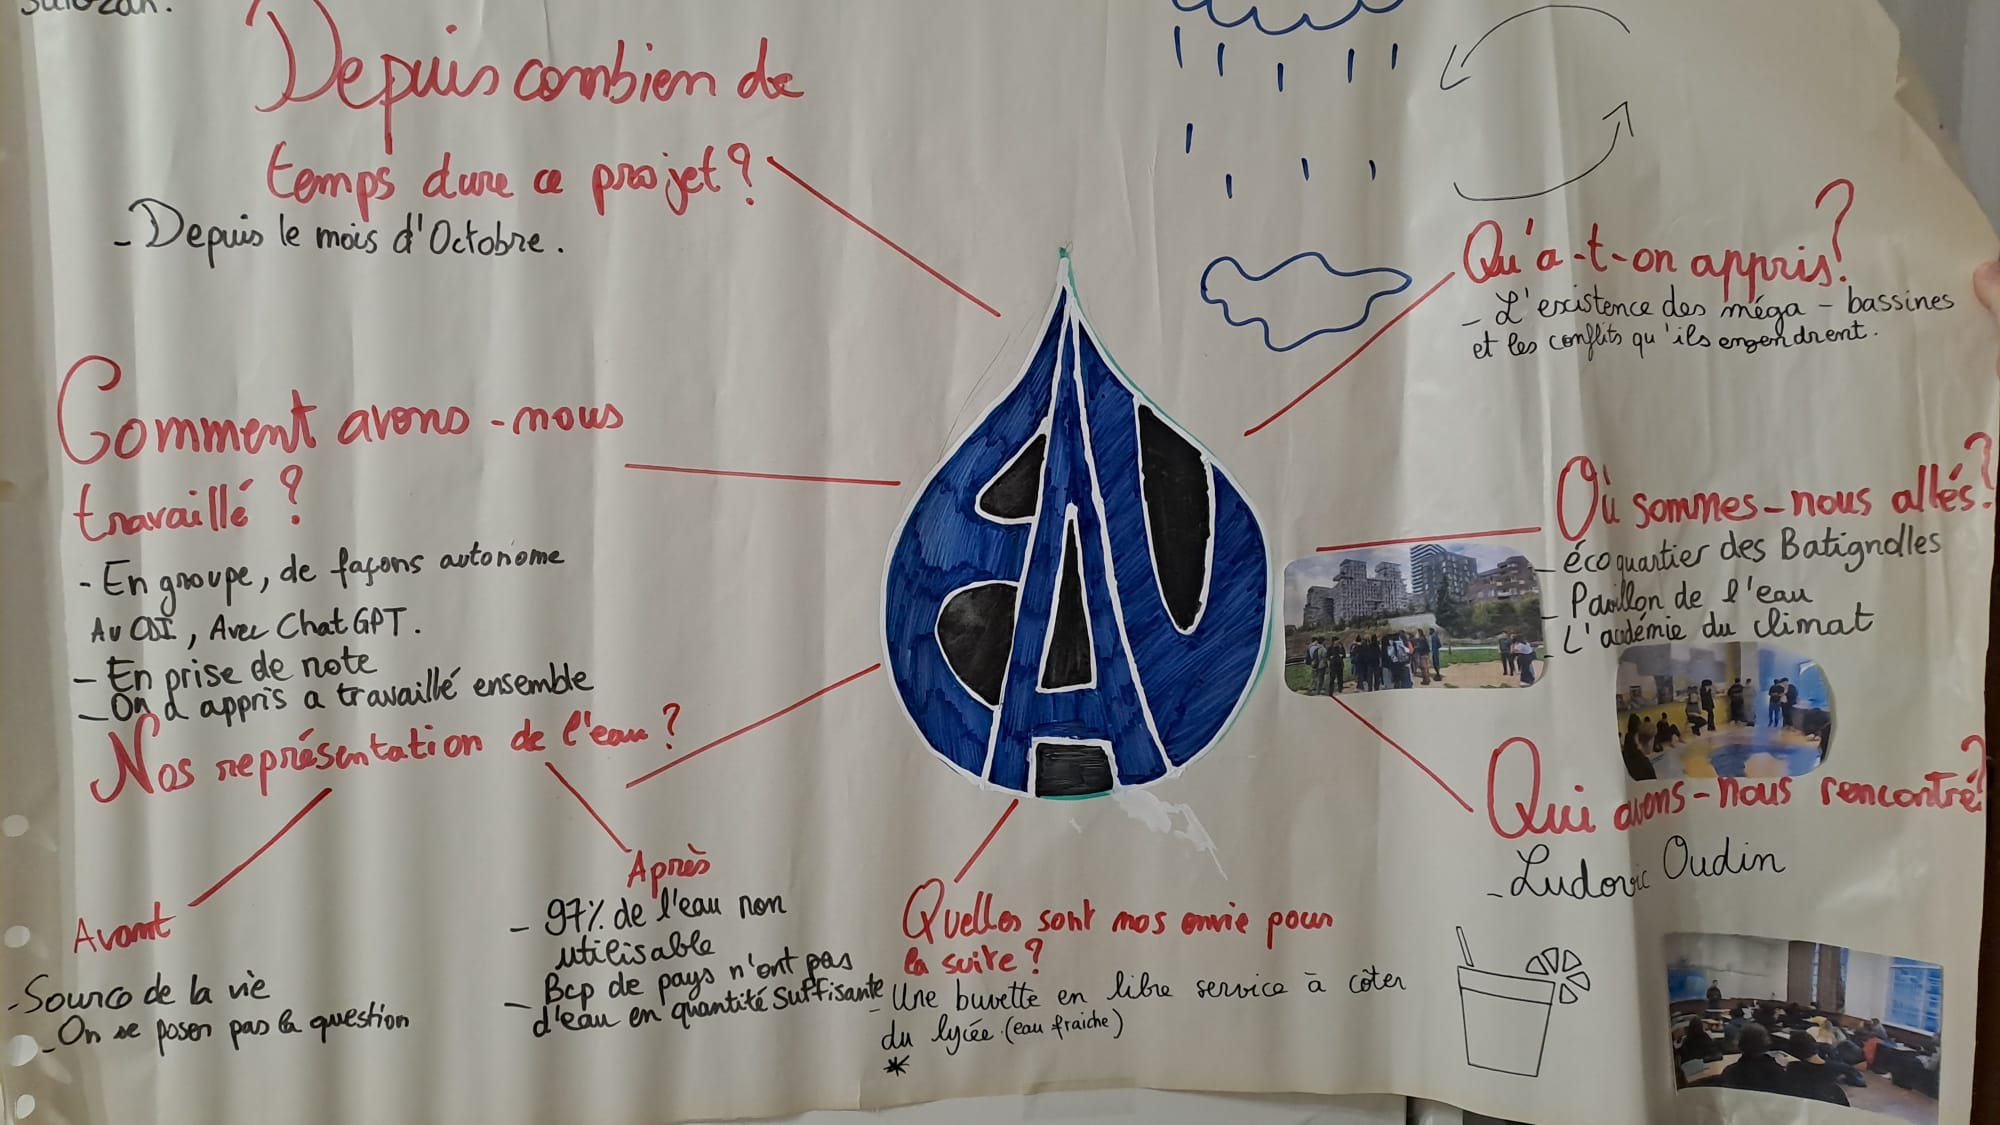 Depuis combien de
temps dure ce projet?
- Depuis le mois d'Octobre.
Comment avons-nous
travaillé?
- En groupe, de façons autonome
Au CDI, Avec Chat GPT.
- En prise de note
- On a appris a travaillé ensemble
Nos représentation de l'eau?
Avant
- Source de la vie
- On se posen pas la question
Après
- 97% de l'eau non
utilisable
- Bcp de pays n'ont pas
d'eau en quantité suffisante
Quelles sont nos envie pour
la suite?
- Une buvette en libre service à côter
du lycée. (eau fraiche)
*
EAU
Qu'a-t-on appris?
- L'existence des méga-bassines
et les conflits qu'ils engendrent.
Où sommes-nous allés?
- écoquartier des Batignolles
- Pavillon de l'eau
- L'académie du climat
Qui avons-nous rencontré?
- Ludovic Oudin